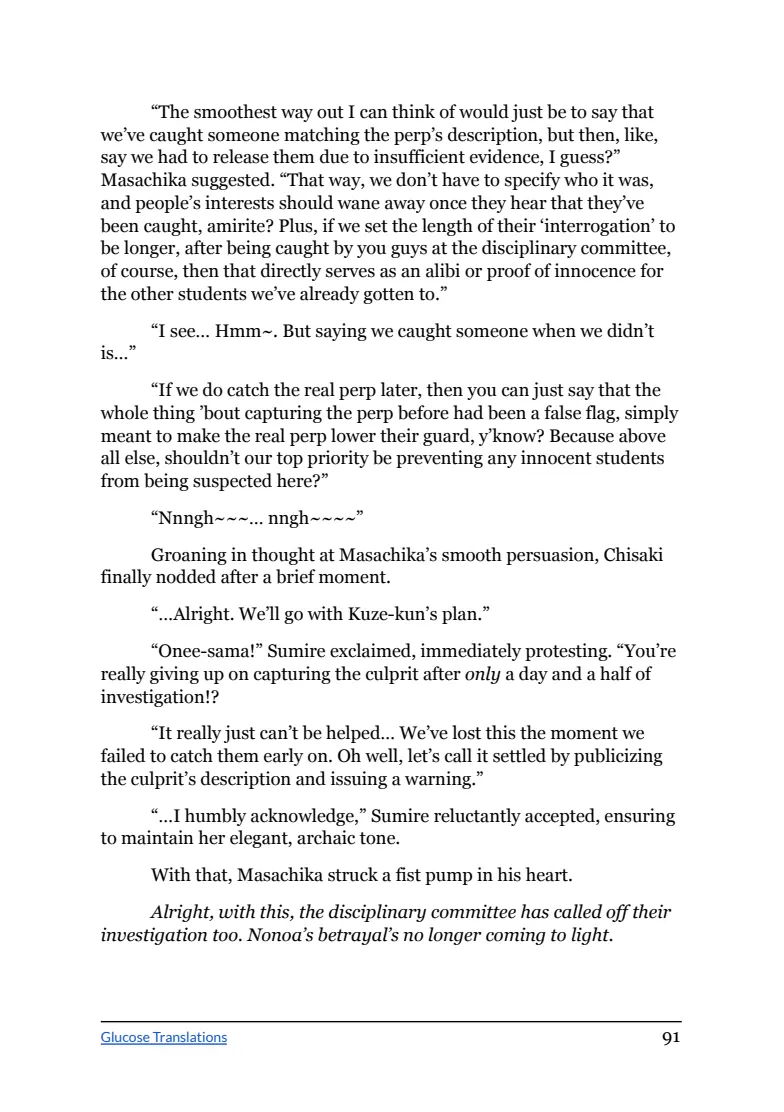 “The smoothest way out I can think of would just be to say that
we’ve caught someone matching the perp’s description, but then, like,
say we had to release them due to insufficient evidence, I guess?”
Masachika suggested. “That way, we don’t have to specify who it was,
and people’s interests should wane away once they hear that they’ve
been caught, amirite? Plus, if we set the length of their ‘interrogation’ to
be longer, after being caught by you guys at the disciplinary committee,
of course, then that directly serves as an alibi or proof of innocence for
the other students we’ve already gotten to.”
“I see... Hmm~. But saying we caught someone when we didn’t
is...”
“If we do catch the real perp later, then you can just say that the
whole thing ’bout capturing the perp before had been a false flag, simply
meant to make the real perp lower their guard, y’know? Because above
all else, shouldn’t our top priority be preventing any innocent students
from being suspected here?”
“Nnngh~~~... nngh~~~~”
Groaning in thought at Masachika’s smooth persuasion, Chisaki
finally nodded after a brief moment.
“...Alright. We’ll go with Kuze-kun’s plan.”
“Onee-sama!” Sumire exclaimed, immediately protesting. “You’re
really giving up on capturing the culprit after only a day and a half of
investigation!?
“It really just can’t be helped... We’ve lost this the moment we
failed to catch them early on. Oh well, let’s call it settled by publicizing
the culprit’s description and issuing a warning.”
“...I humbly acknowledge,” Sumire reluctantly accepted, ensuring
to maintain her elegant, archaic tone.
With that, Masachika struck a fist pump in his heart.
Alright, with this, the disciplinary committee has called off their
investigation too. Nonoa’s betrayal’s no longer coming to light.
Glucose Translations 91